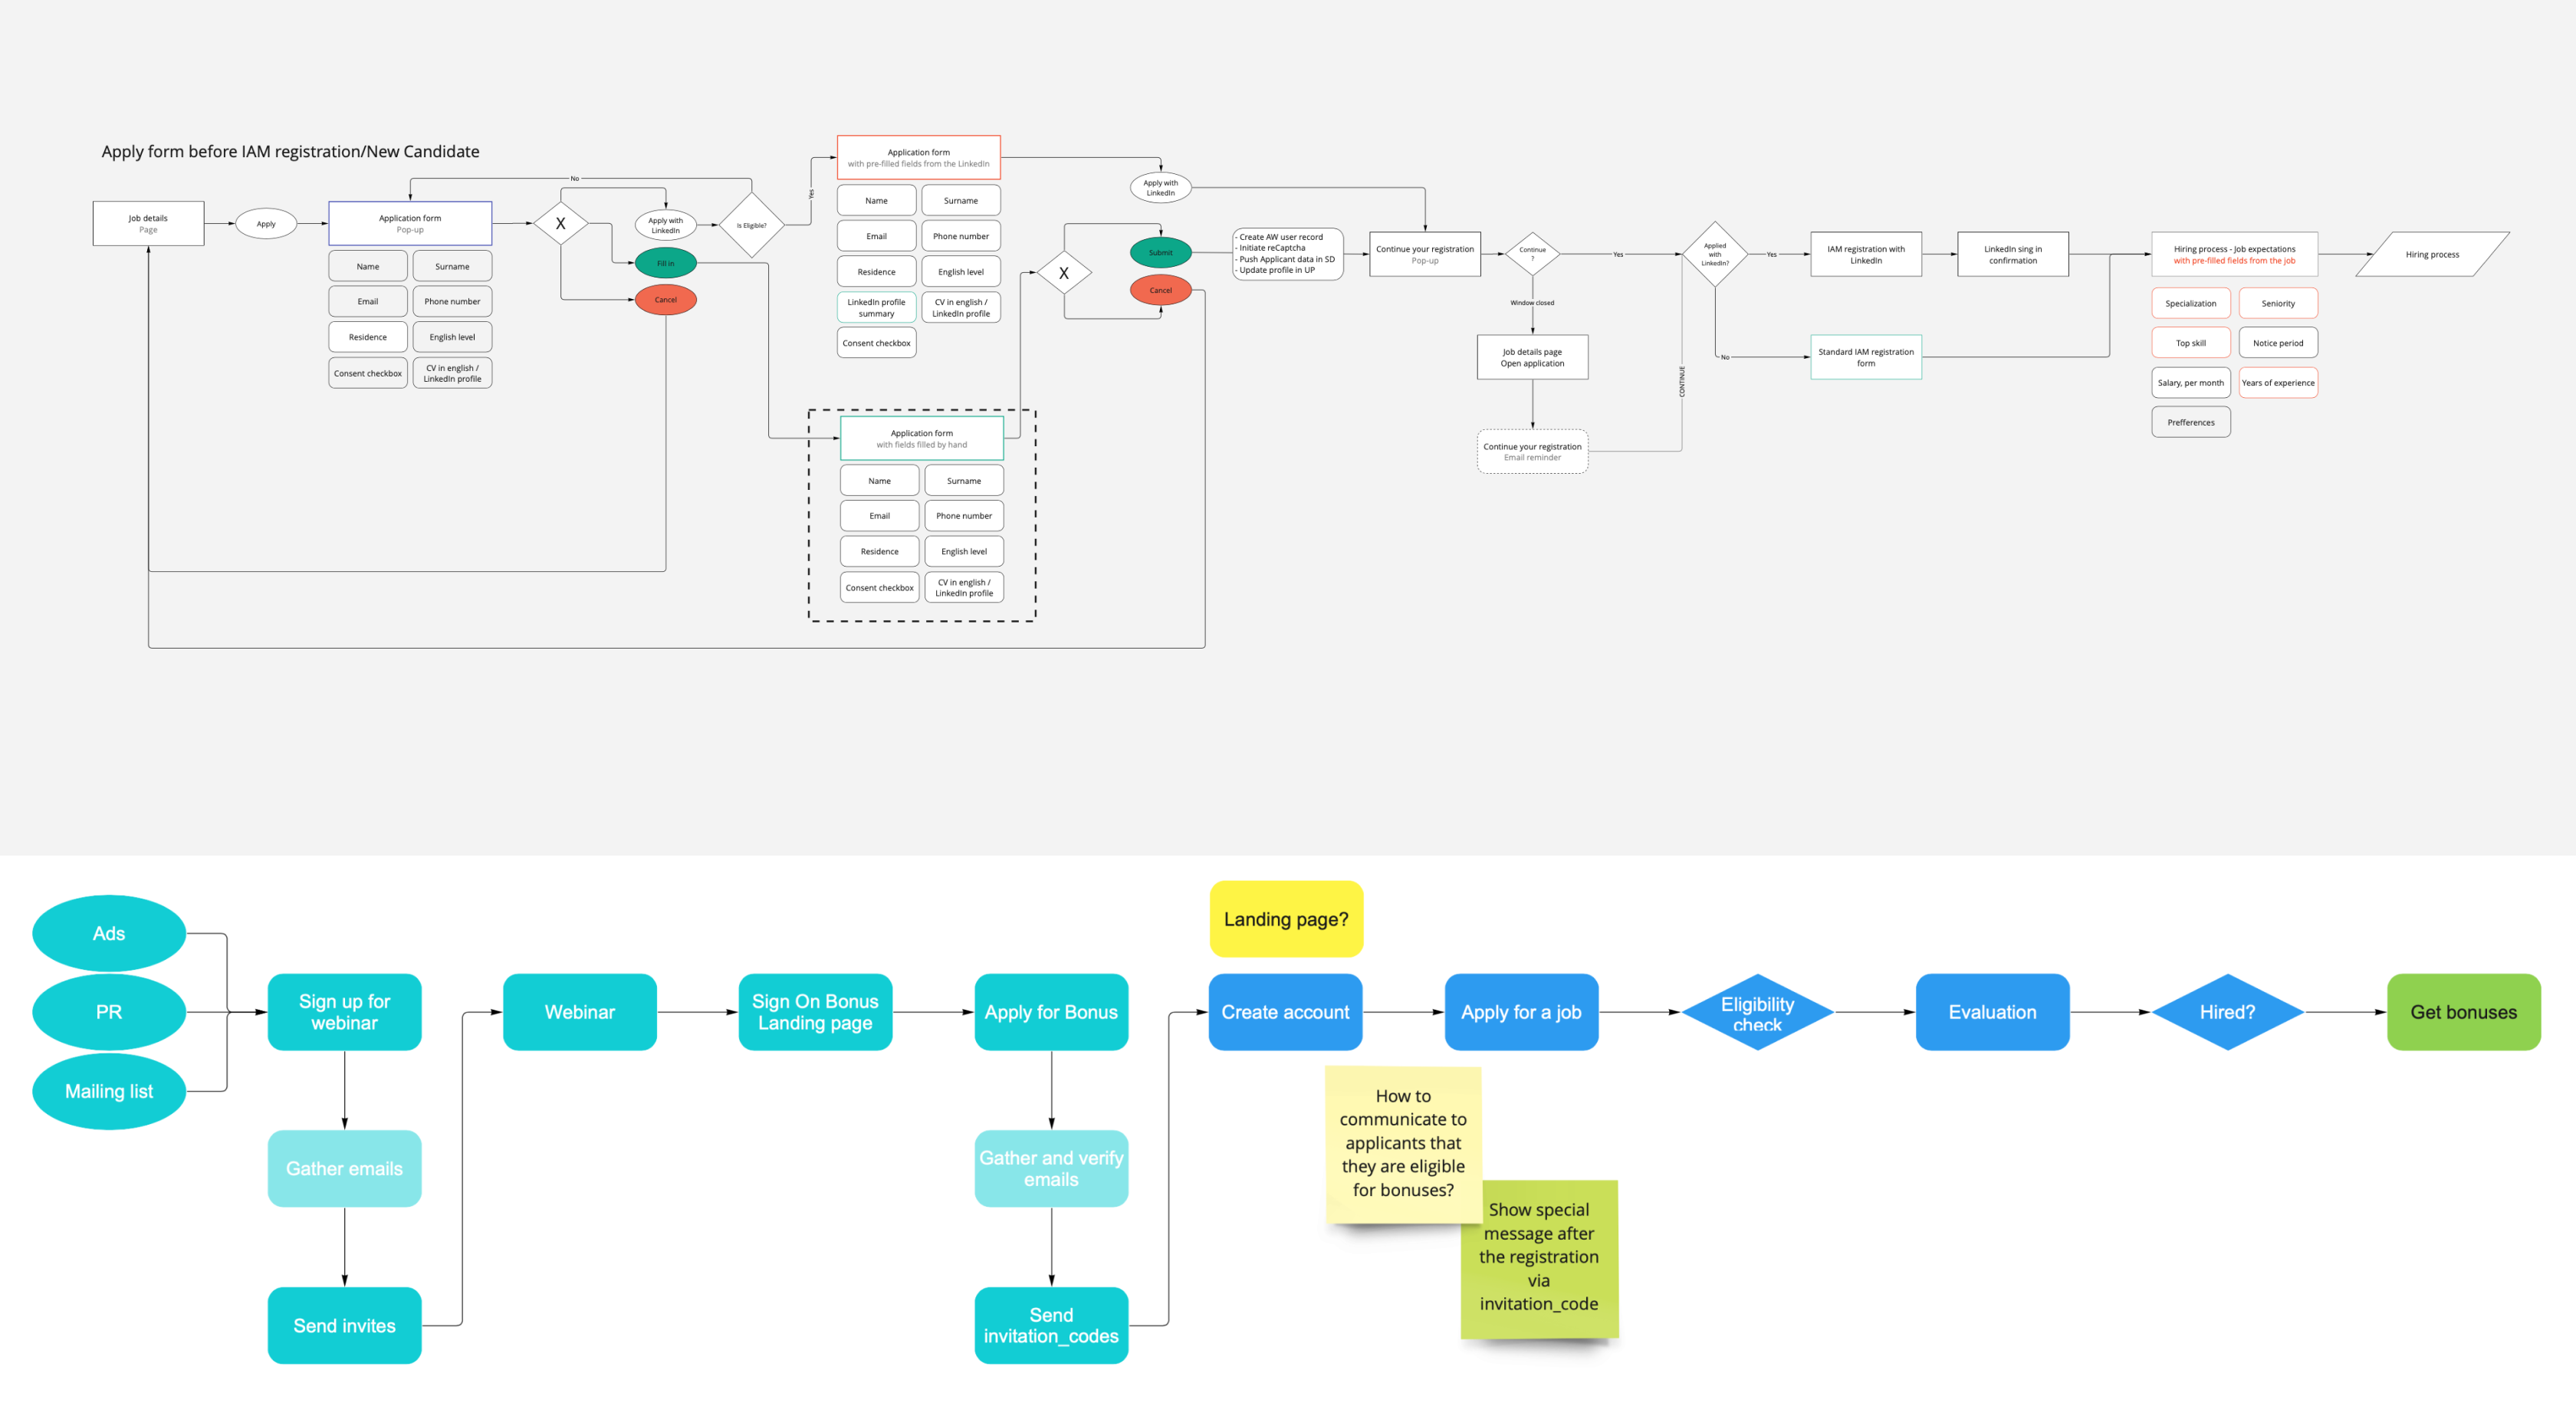 Apply form before IAM registration/New Candidate
Job details
Page
Apply
Application form
Pop-up
Name
Surname
Email
Phone number
Residence
English level
Consent checkbox
CV in english /
LinkedIn profile
X
No
Apply with
LinkedIn
Fill in
Cancel
Is Eligible?
Yes
Application form
with pre-filled fields from the LinkedIn
Name
Surname
Email
Phone number
Residence
English level
LinkedIn profile
summary
CV in english /
LinkedIn profile
Consent checkbox
Application form
with fields filled by hand
Name
Surname
Email
Phone number
Residence
English level
Consent checkbox
CV in english /
LinkedIn profile
X
Apply with
LinkedIn
Submit
Cancel
- Create AW user record
- Initiate reCaptcha
- Push Applicant data in SD
- Update profile in UP
Continue your registration
Pop-up
Continue
?
Yes
Window closed
Job details page
Open application
Continue your registration
Email reminder
CONTINUE
Applied
with
LinkedIn?
Yes
No
IAM registration with
LinkedIn
LinkedIn sing in
confirmation
Standard IAM registration
form
Hiring process - Job expectations
with pre-filled fields from the job
Specialization
Seniority
Top skill
Notice period
Salary, per month
Years of experience
Prefferences
Hiring process
Ads
PR
Mailing list
Sign up for
webinar
Gather emails
Send invites
Webinar
Sign On Bonus
Landing page
Apply for Bonus
Gather and verify
emails
Send
invitation_codes
Landing page?
Create account
Apply for a job
Eligibility
check
Evaluation
Hired?
Get bonuses
How to
communicate to
applicants that
they are eligible
for bonuses?
Show special
message after
the registration
via
invitation_code